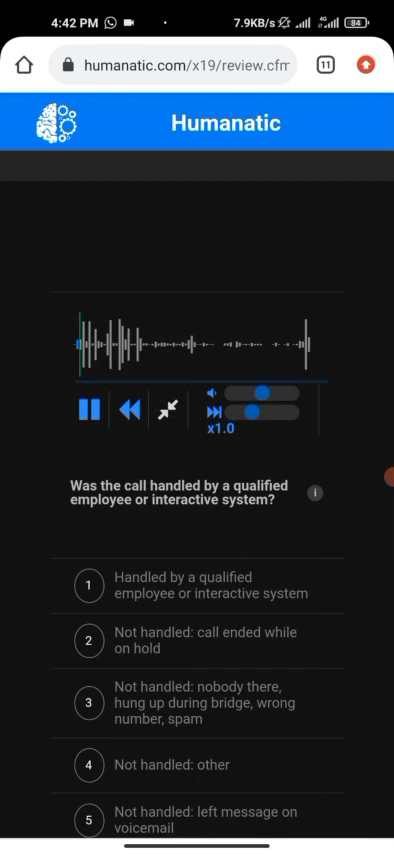 4:42 PM
7.9KB/s 4G 84
humanatic.com/x19/review.cfm
11
Humanatic
x1.0
Was the call handled by a qualified
employee or interactive system?
i
1
Handled by a qualified
employee or interactive system
2
Not handled: call ended while
on hold
3
Not handled: nobody there,
hung up during bridge, wrong
number, spam
4
Not handled: other
5
Not handled: left message on
voicemail